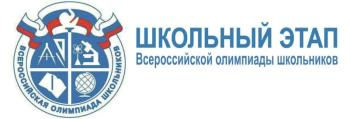 ШКОЛЬНЫЙ ЭТАП
Всероссийской олимпиады школьников
ВСЕРОССИЙСКАЯ ОЛИМПИАДА ШКОЛЬНИКОВ